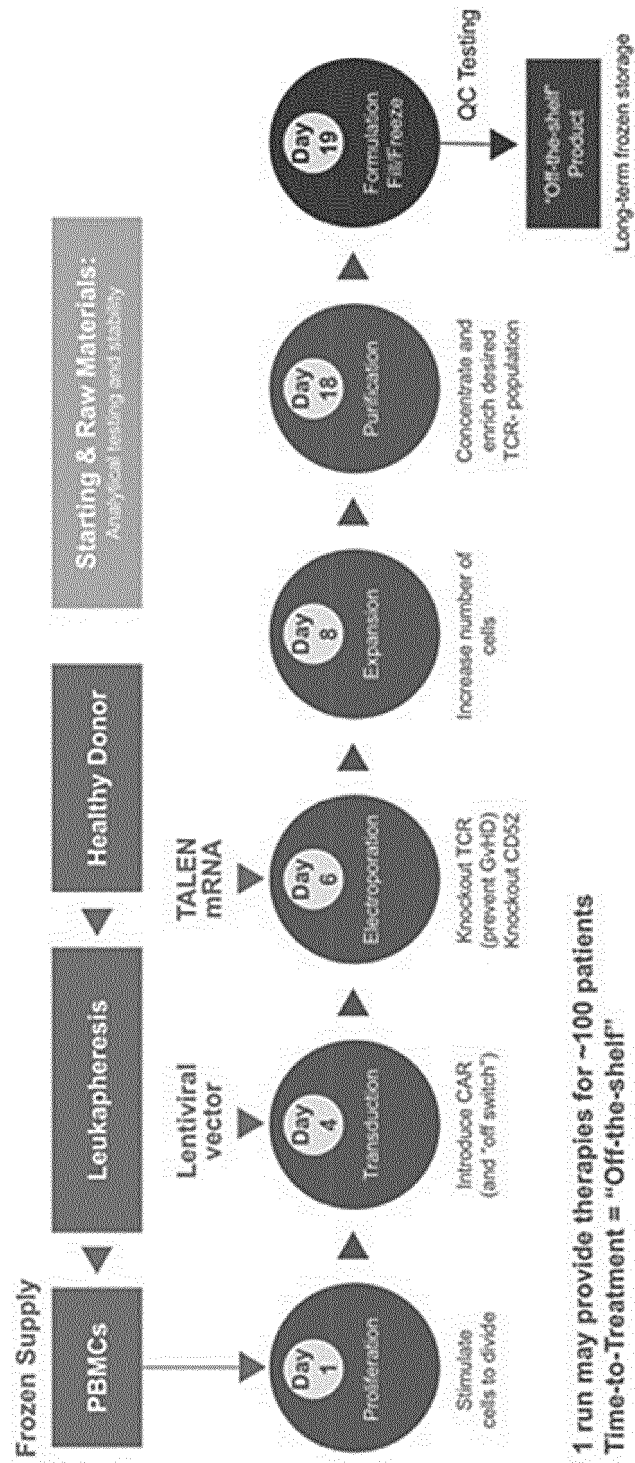 Frozen Supply
PBMCs
Leukapheresis
Healthy Donor
Starting & Raw Materials:
Analytical testing and stability
Lentiviral
vector
TALEN
mRNA
Day
1
Proliferation
Stimulate
cells to divide
Day
4
Transduction
Introduce CAR
(and "off switch")
Day
6
Electroporation
Knockout TCR
(prevent GvHD)
Knockout CD52
Day
8
Expansion
Increase number of
cells
Day
18
Purification
Concentrate and
enrich desired
TCR- population
Day
19
Formulation
Fill/Freeze
QC Testing
"Off-the-shelf"
Product
Long-term frozen storage
1 run may provide therapies for ~100 patients
Time-to-Treatment = "Off-the-shelf"